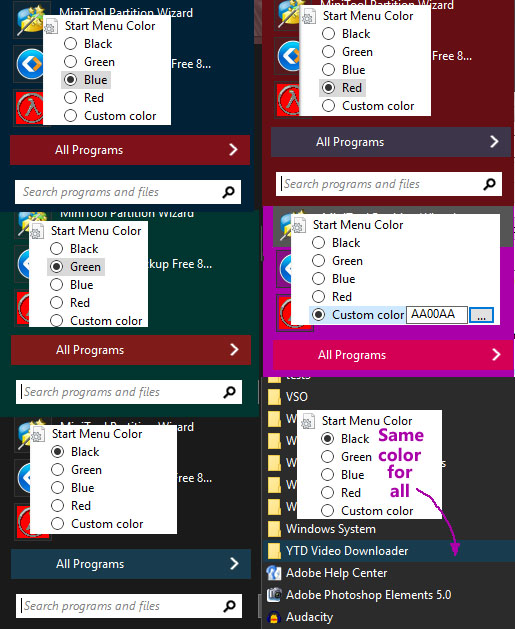 MiniTool Partition Wizard
Start Menu Color
Black
Green
Free 8...
Blue
Red
Custom color
All Programs
Search programs and files
MiniTool Partition Wizard
Start Menu Color
Black
Green
Free 8...
Blue
Red
Custom color
All Programs
Search programs and files
MiniTool Partition Wizard
Start Menu Color
Black
Green
kup Free 8...
Blue
Red
Custom color
All Programs
Search programs and files
Start Menu Color
Black
Green
Blue
Red
Custom color AA00AA ...
All Programs
MiniTool Partition Wizard
Start Menu Color
Black
Green
Free 8...
Blue
Red
Custom color
All Programs
Search programs and files
tests
VSO
Start Menu Color
Black
Green
Blue
Red
Custom color
Same
color
for
all
Windows System
YTD Video Downloader
Adobe Help Center
Adobe Photoshop Elements 5.0
Audacity